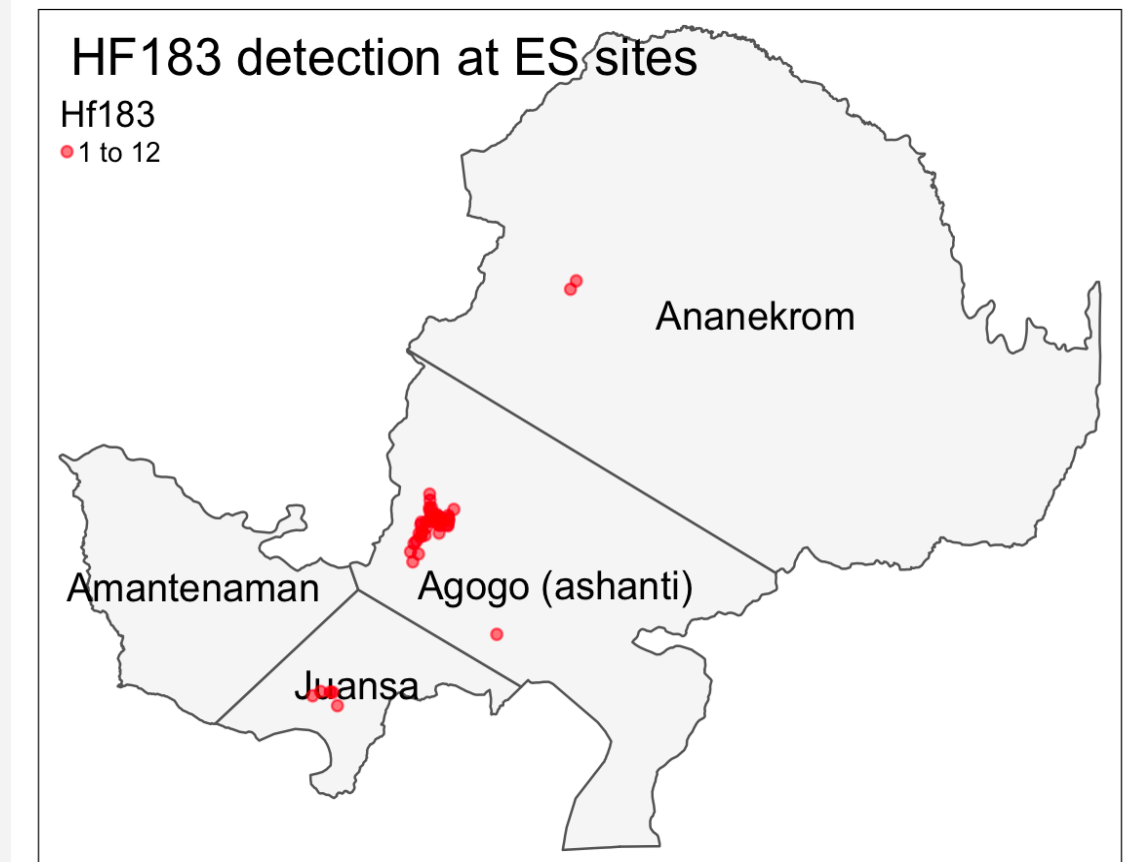 HF183 detection at ES sites
Hf183
1 to 12
Ananekrom
Amantenaman
Agogo (ashanti)
Juansa